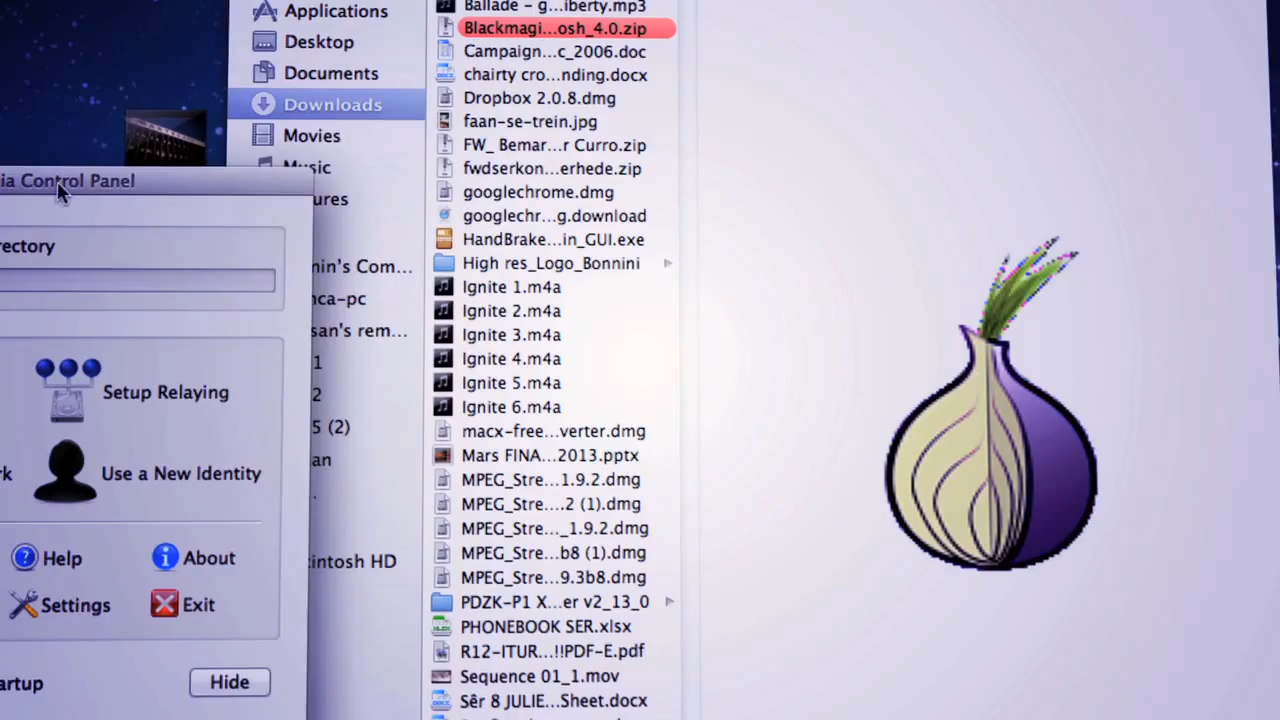 ia Control Panel
rectory
Setup Relaying
rk
Use a New Identity
Help
About
Settings
Exit
artup
Hide
Applications
Desktop
Documents
Downloads
Movies
Music
ures
nin's Com...
nca-pc
san's rem...
1
2
5 (2)
an
cintosh HD
Ballade - g...iberty.mp3
Blackmagi...osh_4.0.zip
Campaign...c_2006.doc
chairty cro...nding.docx
Dropbox 2.0.8.dmg
faan-se-trein.jpg
FW_ Bemar...r Curro.zip
fwdserkon...erhede.zip
googlechrome.dmg
googlechr...g.download
HandBrake...in_GUI.exe
High res_Logo_Bonnini
Ignite 1.m4a
Ignite 2.m4a
Ignite 3.m4a
Ignite 4.m4a
Ignite 5.m4a
Ignite 6.m4a
macx-free...verter.dmg
Mars FINA...2013.pptx
MPEG_Stre...1.9.2.dmg
MPEG_Stre....2 (1).dmg
MPEG_Stre..._1.9.2.dmg
MPEG_Stre...b8 (1).dmg
MPEG_Stre...9.3b8.dmg
PDZK-P1 X...er v2_13_0
PHONEBOOK SER.xlsx
R12-ITUR...!!PDF-E.pdf
Sequence 01_1.mov
Sêr 8 JULIE...Sheet.docx